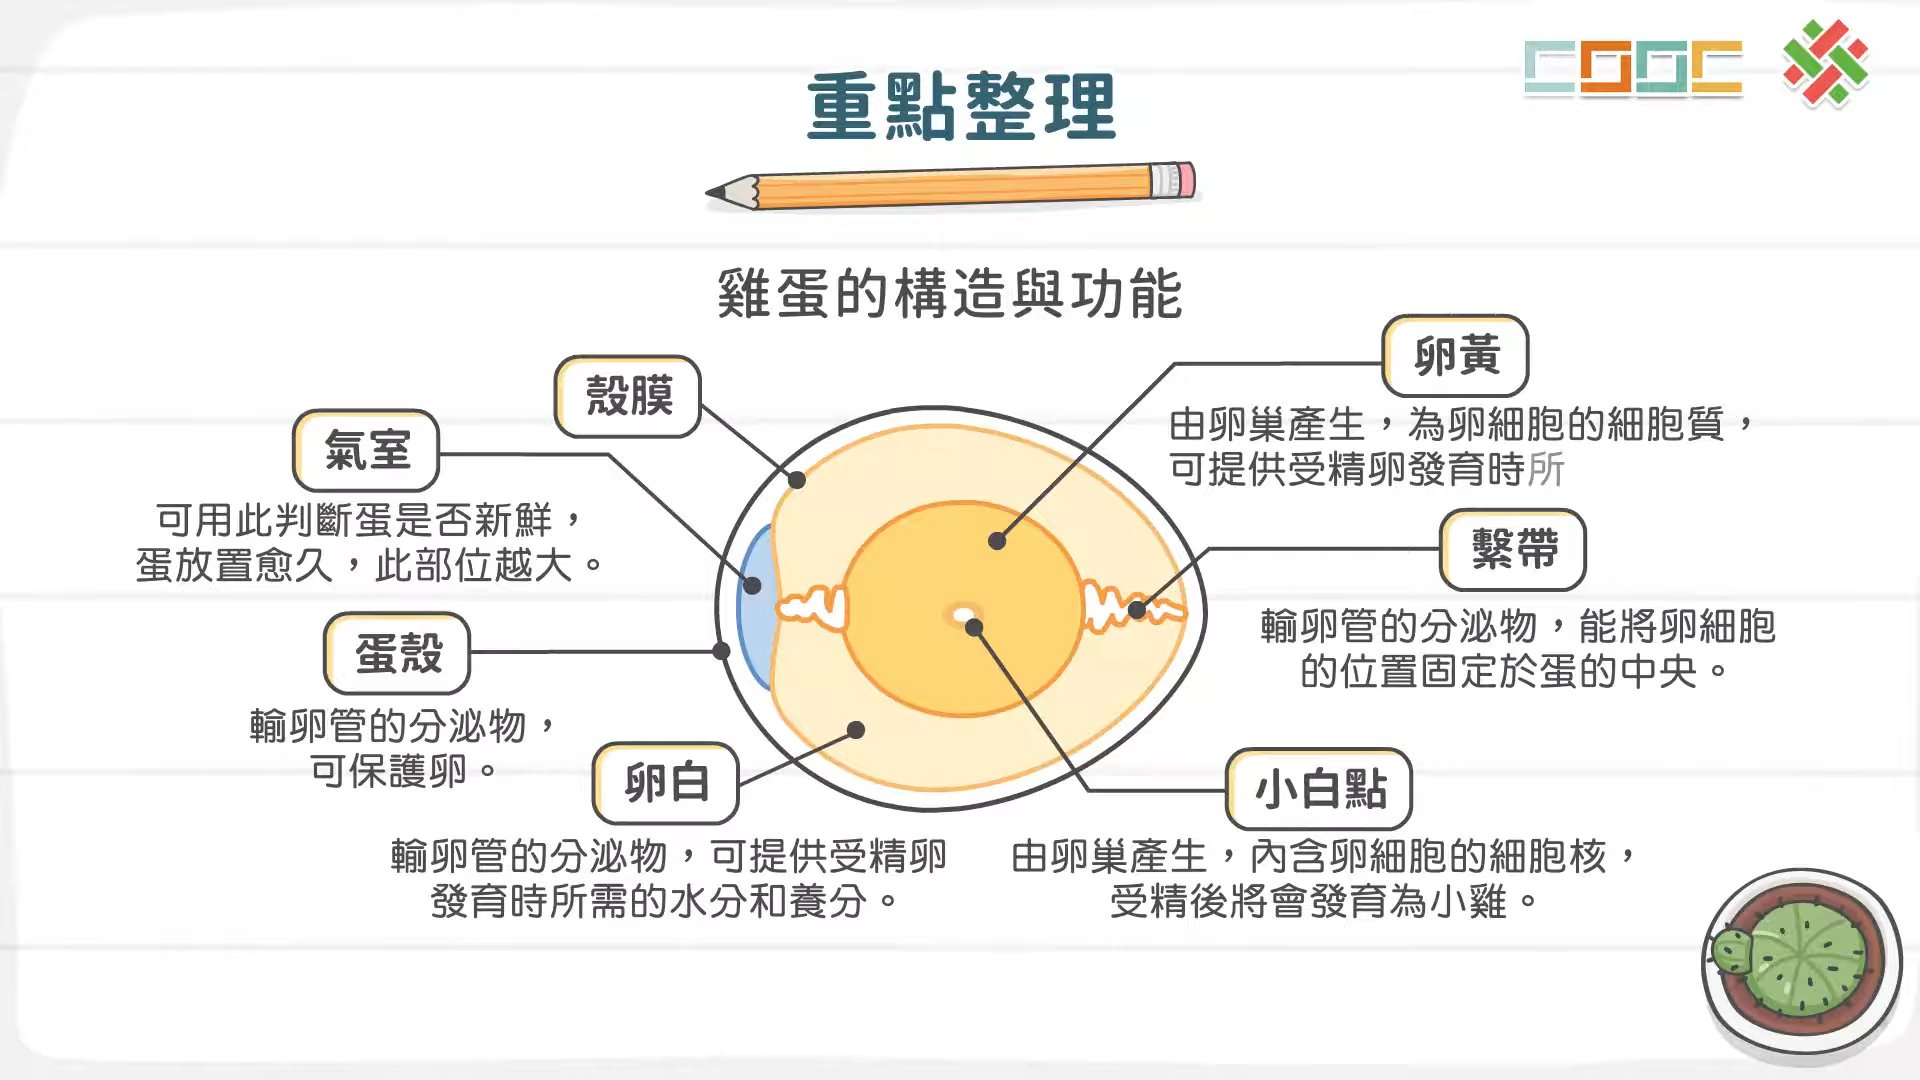 COOC
重點整理
雞蛋的構造與功能
殼膜
氣室
可用此判斷蛋是否新鮮，
蛋放置愈久，此部位越大。
蛋殼
輸卵管的分泌物，
可保護卵。
卵白
輸卵管的分泌物，可提供受精卵
發育時所需的水分和養分。
卵黃
由卵巢產生，為卵細胞的細胞質，
可提供受精卵發育時所
繫帶
輸卵管的分泌物，能將卵細胞
的位置固定於蛋的中央。
小白點
由卵巢產生，內含卵細胞的細胞核，
受精後將會發育為小雞。